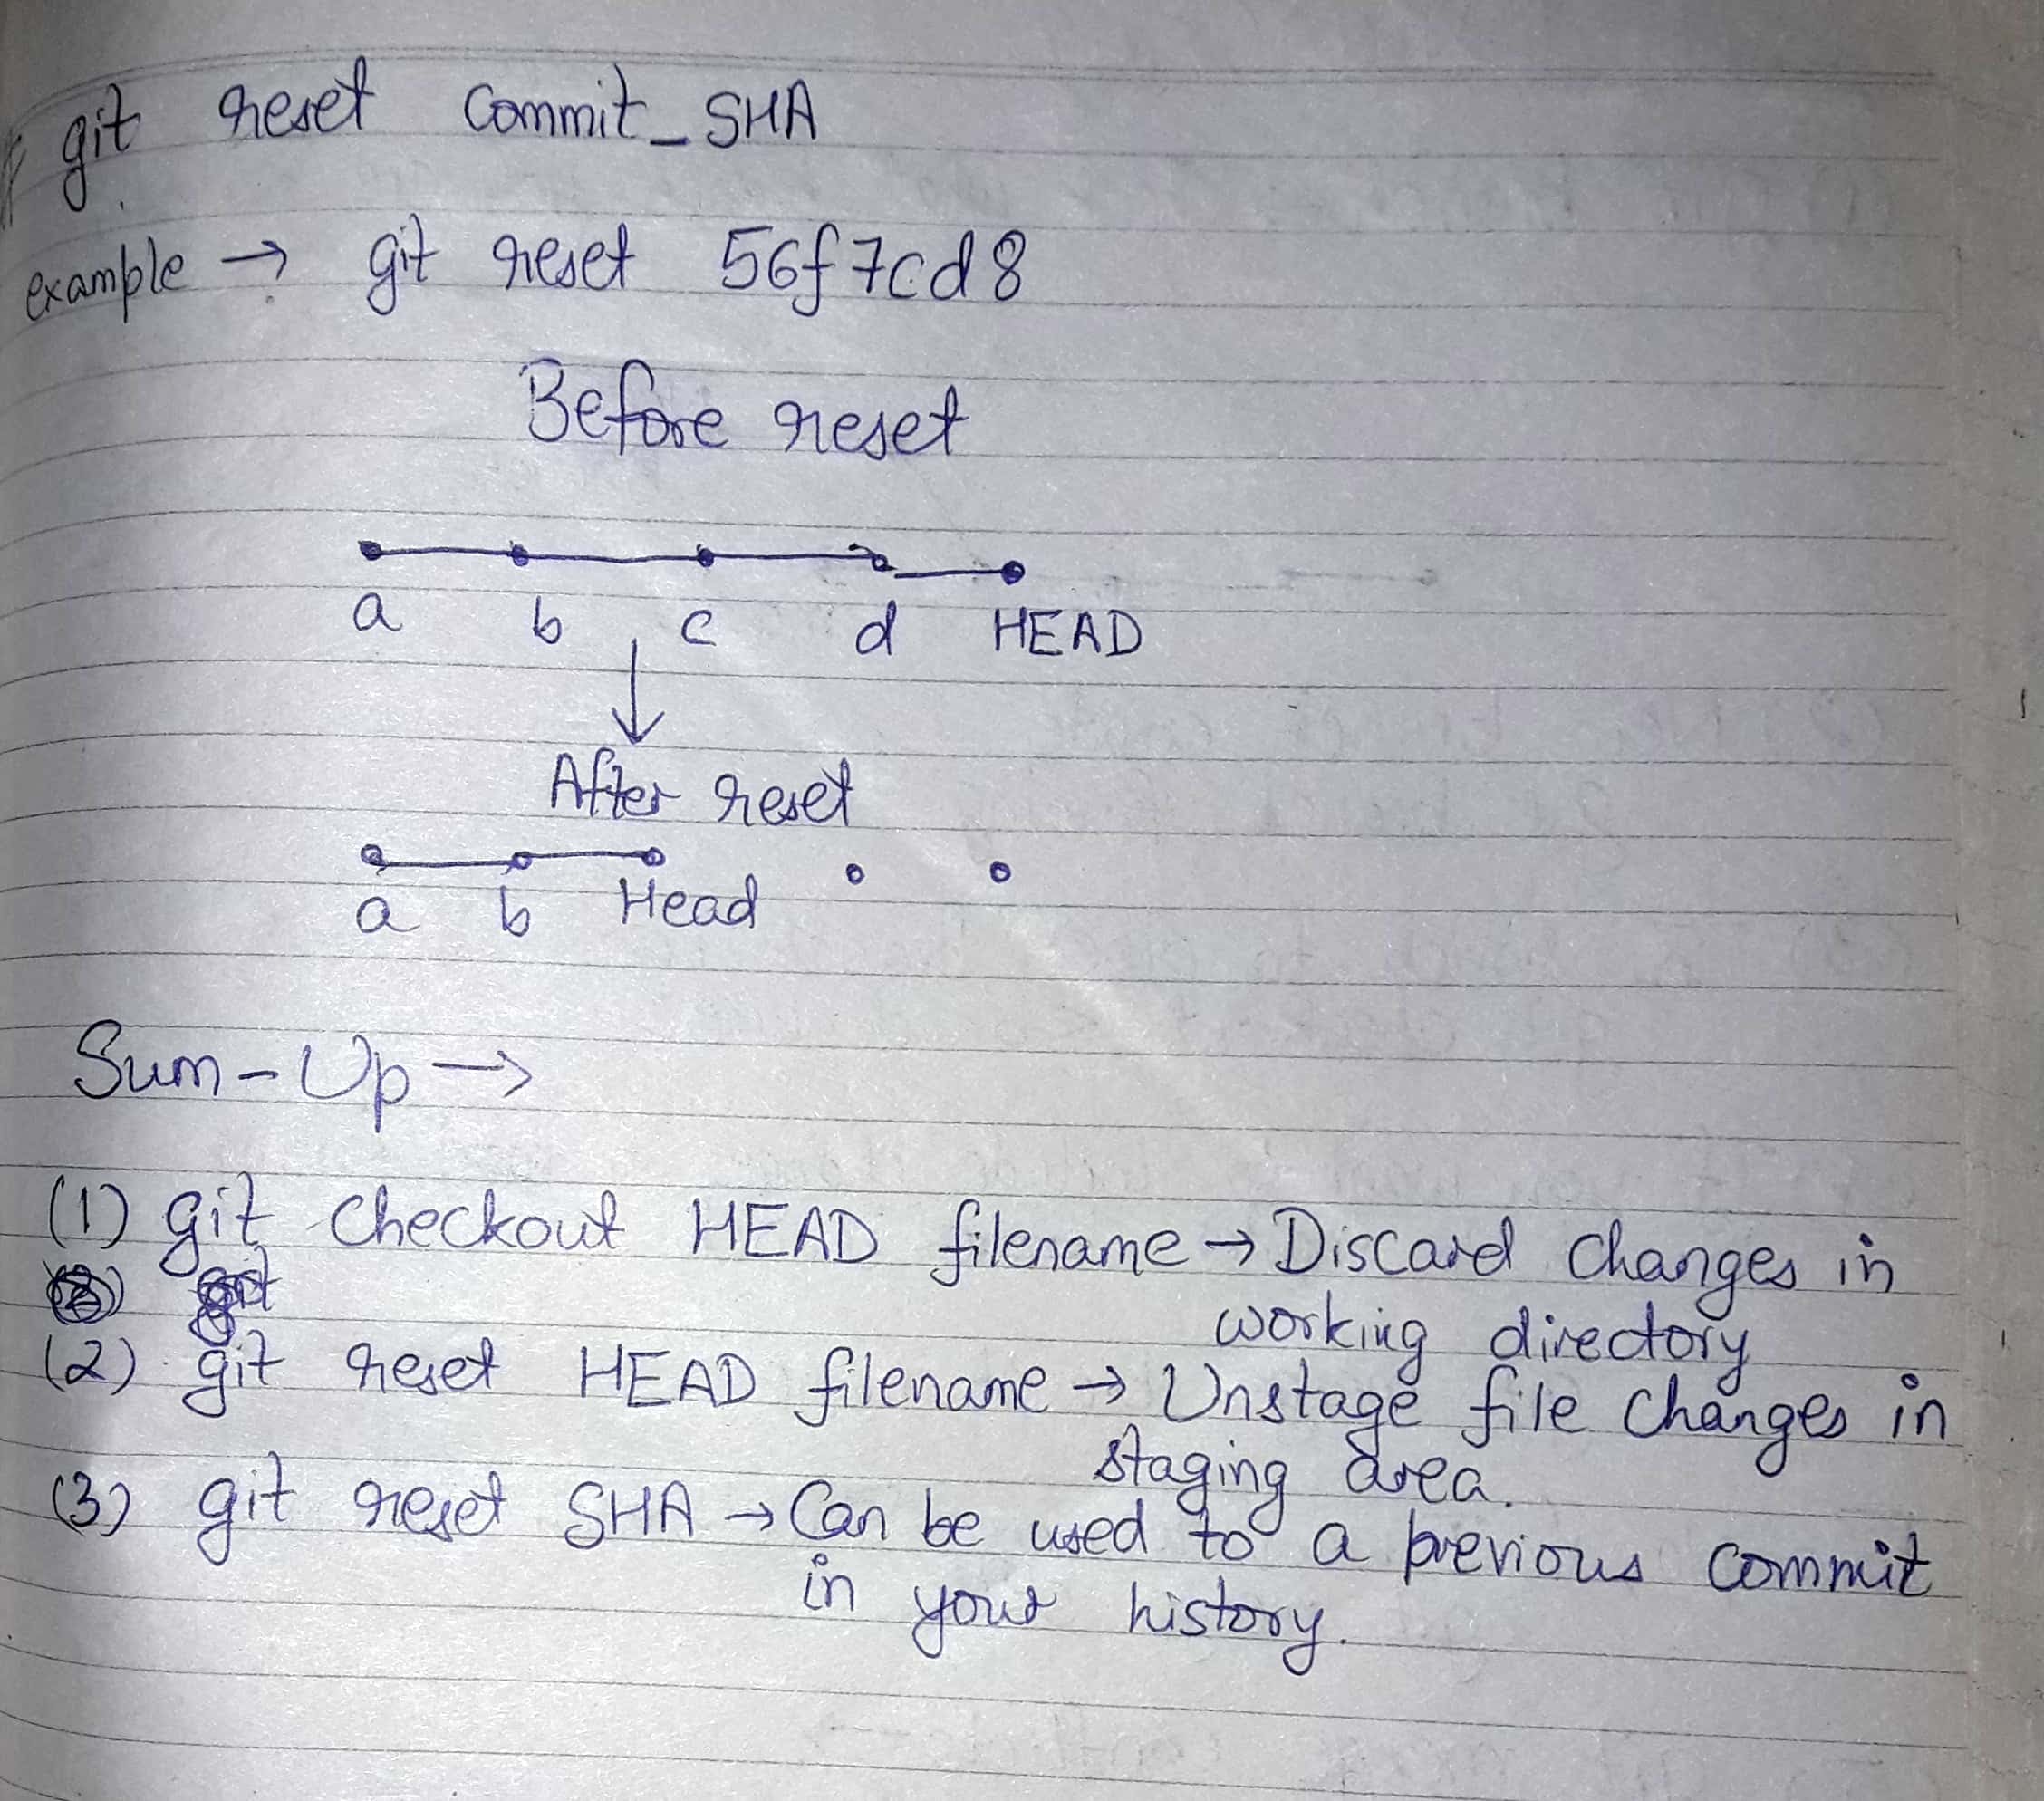 git reset commit_SHA
example → git reset 56f7cd8
Before reset
a b c d HEAD
After reset
a b Head
Sum-Up →
(1) git checkout HEAD filename → Discard changes in
working directory
(2) git reset HEAD filename → Unstage file changes in
staging area.
(3) git reset SHA → Can be used to a previous commit
in your history.